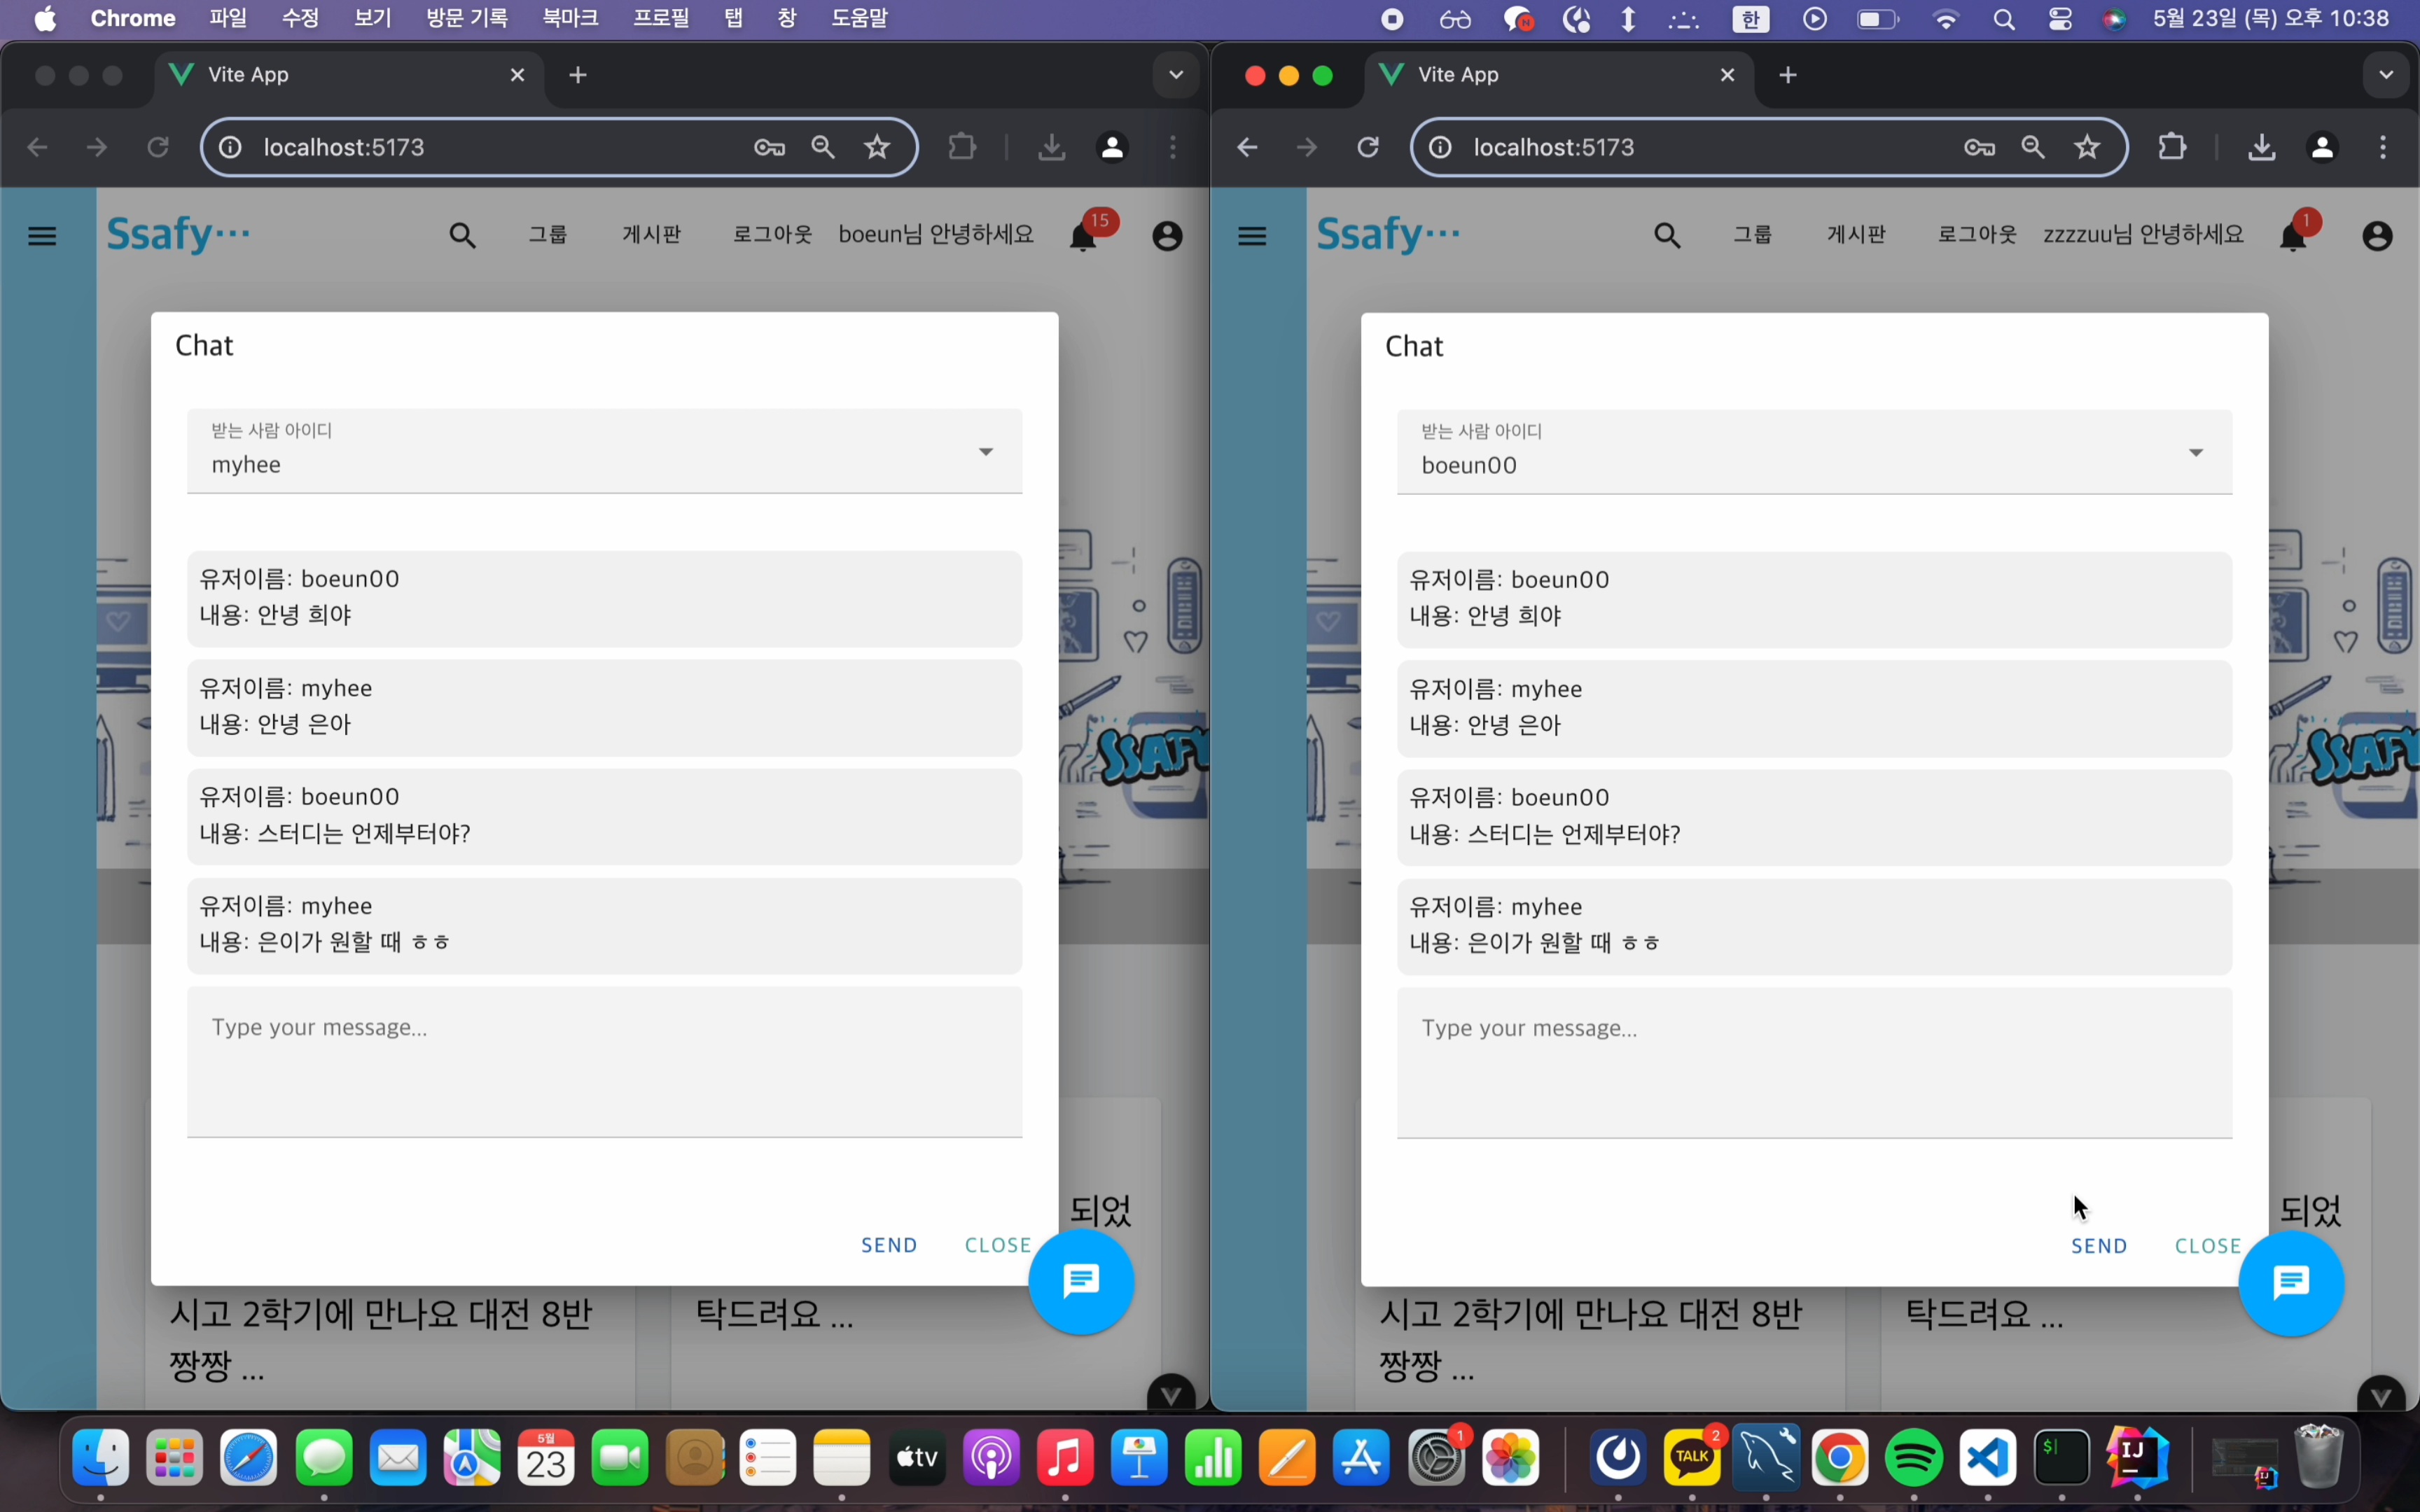 Chrome 파일 수정 보기 방문 기록 북마크 프로필 탭 창 도움말 한 5월 23일 (목) 오후 10:38
Vite App
localhost:5173
Ssafy… 그룹 게시판 로그아웃 boeun님 안녕하세요 15
Chat
받는 사람 아이디
myhee
유저이름: boeun00
내용: 안녕 희야
유저이름: myhee
내용: 안녕 은아
유저이름: boeun00
내용: 스터디는 언제부터야?
유저이름: myhee
내용: 은이가 원할 때 ㅎㅎ
Type your message...
SEND CLOSE
되었
시고 2학기에 만나요 대전 8반
짱짱 ...
탁드려요 ...
SSAFY
Vite App
localhost:5173
Ssafy… 그룹 게시판 로그아웃 zzzzuu님 안녕하세요 1
Chat
받는 사람 아이디
boeun00
유저이름: boeun00
내용: 안녕 희야
유저이름: myhee
내용: 안녕 은아
유저이름: boeun00
내용: 스터디는 언제부터야?
유저이름: myhee
내용: 은이가 원할 때 ㅎㅎ
Type your message...
SEND CLOSE
되었
시고 2학기에 만나요 대전 8반
짱짱 ...
탁드려요 ...
SSAFY
5월
23
tv
1
TALK
2
$
IJ